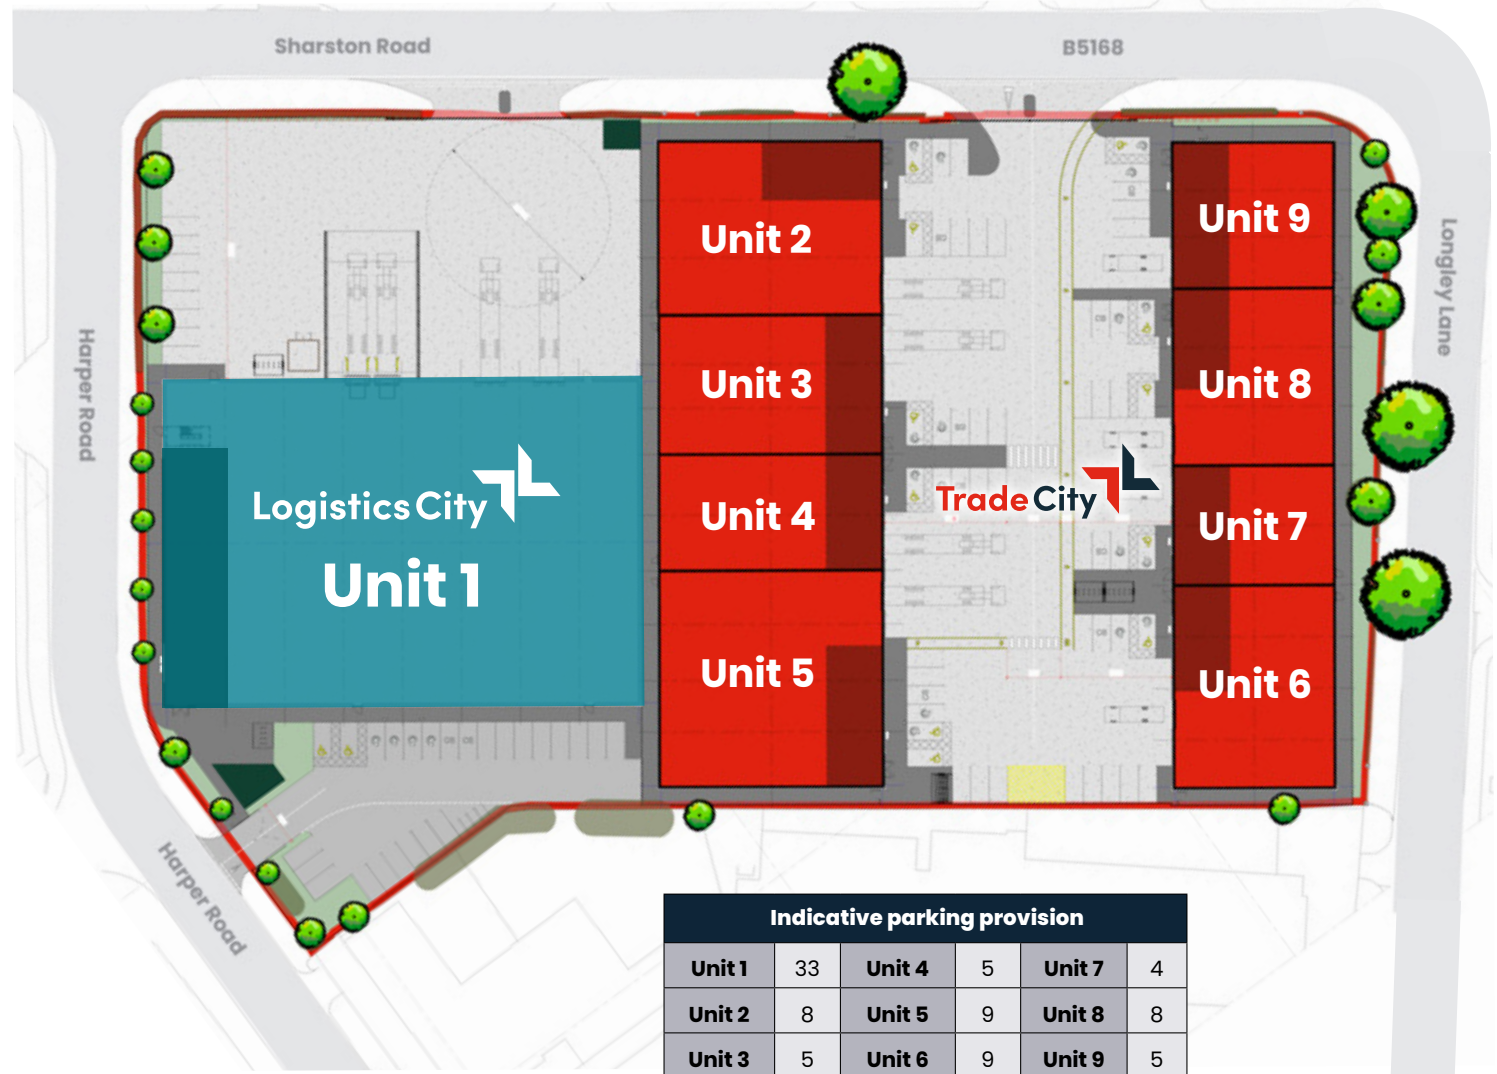 Sharston Road
B5168
Unit 2
Unit 9
Longley Lane
Harper Road
Unit 3
Unit 8
Logistics City
Unit 1
Unit 4
Trade City
Unit 7
Unit 5
Unit 6
Harper Road
Indicative parking provision
Unit 1 33 Unit 4 5 Unit 7 4
Unit 2 8 Unit 5 9 Unit 8 8
Unit 3 5 Unit 6 9 Unit 9 5